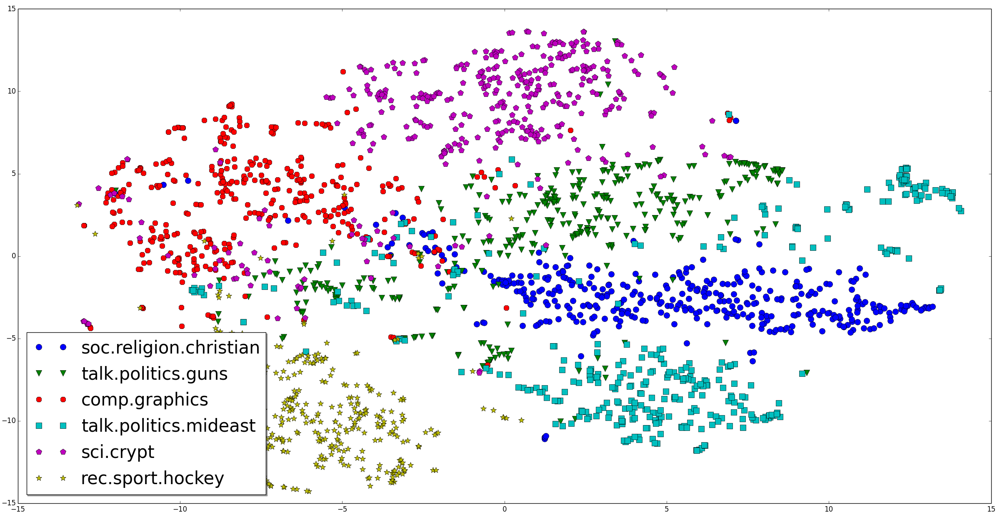 15
10
5
0
−5
−10
−15
soc.religion.christian
talk.politics.guns
comp.graphics
talk.politics.mideast
sci.crypt
rec.sport.hockey
−15 −10 −5 0 5 10 15